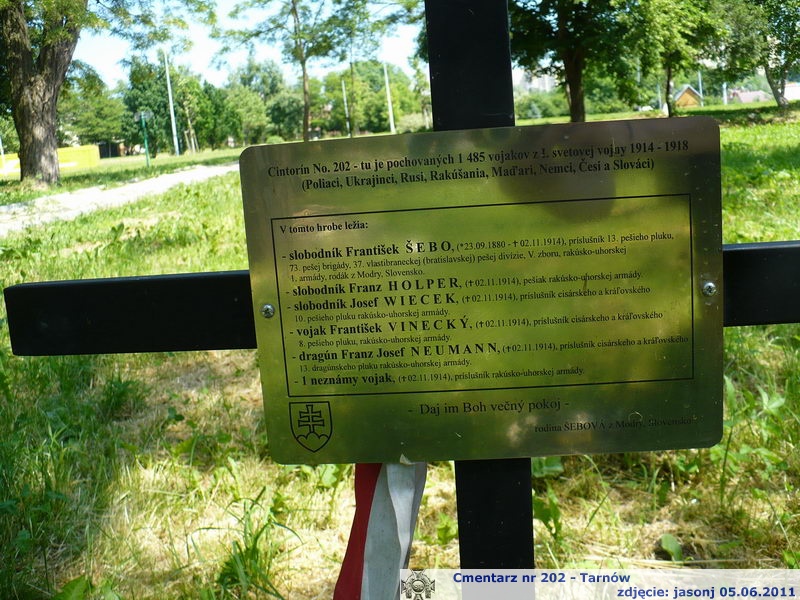 Cintorín No. 202 - tu je pochovaných 1 485 vojakov z I. svetovej vojny 1914 - 1918
(Poliaci, Ukrajinci, Rusi, Rakúšania, Maďari, Nemci, Česi a Slováci)
V tomto hrobe ležia:
- slobodník František ŠEBO, (*23.09.1880 - ✝ 02.11.1914), príslušník 13. pešieho pluku,
73. pešej brigády, 37. vlastibraneckej (bratislavskej) pešej divízie, V. zboru, rakúsko-uhorskej
1. armády, rodák z Modry, Slovensko.
- slobodník Franz HOLPER, (✝ 02.11.1914), pešiak rakúsko-uhorskej armády.
- slobodník Josef WIECEK, (✝ 02.11.1914), príslušník cisárskeho a kráľovského
10. pešieho pluku rakúsko-uhorskej armády.
- vojak František VINECKÝ, (✝ 02.11.1914), príslušník cisárskeho a kráľovského
8. pešieho pluku, rakúsko-uhorskej armády.
- dragún Franz Josef NEUMANN, (✝ 02.11.1914), príslušník cisárskeho a kráľovského
13. dragúnskeho pluku rakúsko-uhorskej armády.
- 1 neznámy vojak, (✝ 02.11.1914), príslušník rakúsko-uhorskej armády.
- Daj im Boh večný pokoj -
rodina ŠEBOVÁ z Modry, Slovensko
Cmentarz nr 202 - Tarnów
zdjęcie: jasonj 05.06.2011